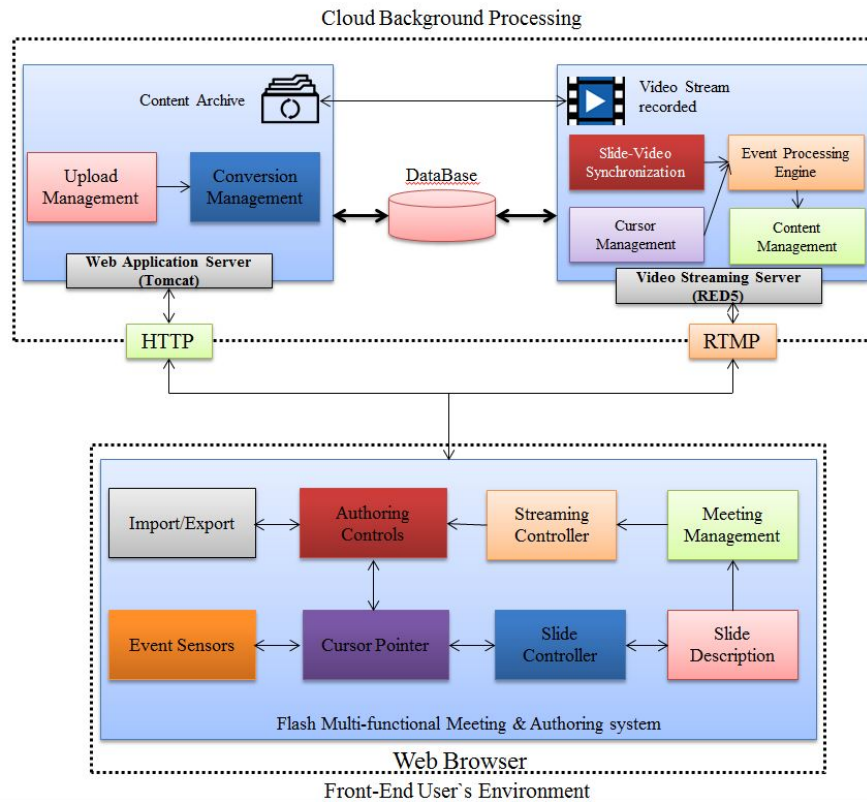 Cloud Background Processing
Content Archive
Video Stream
recorded
Upload
Management
Conversion
Management
DataBase
Slide-Video
Synchronization
Event Processing
Engine
Cursor
Management
Content
Management
Web Application Server
(Tomcat)
Video Streaming Server
(RED5)
HTTP
RTMP
Import/Export
Authoring
Controls
Streaming
Controller
Meeting
Management
Event Sensors
Cursor Pointer
Slide
Controller
Slide
Description
Flash Multi-functional Meeting & Authoring system
Web Browser
Front-End User`s Environment